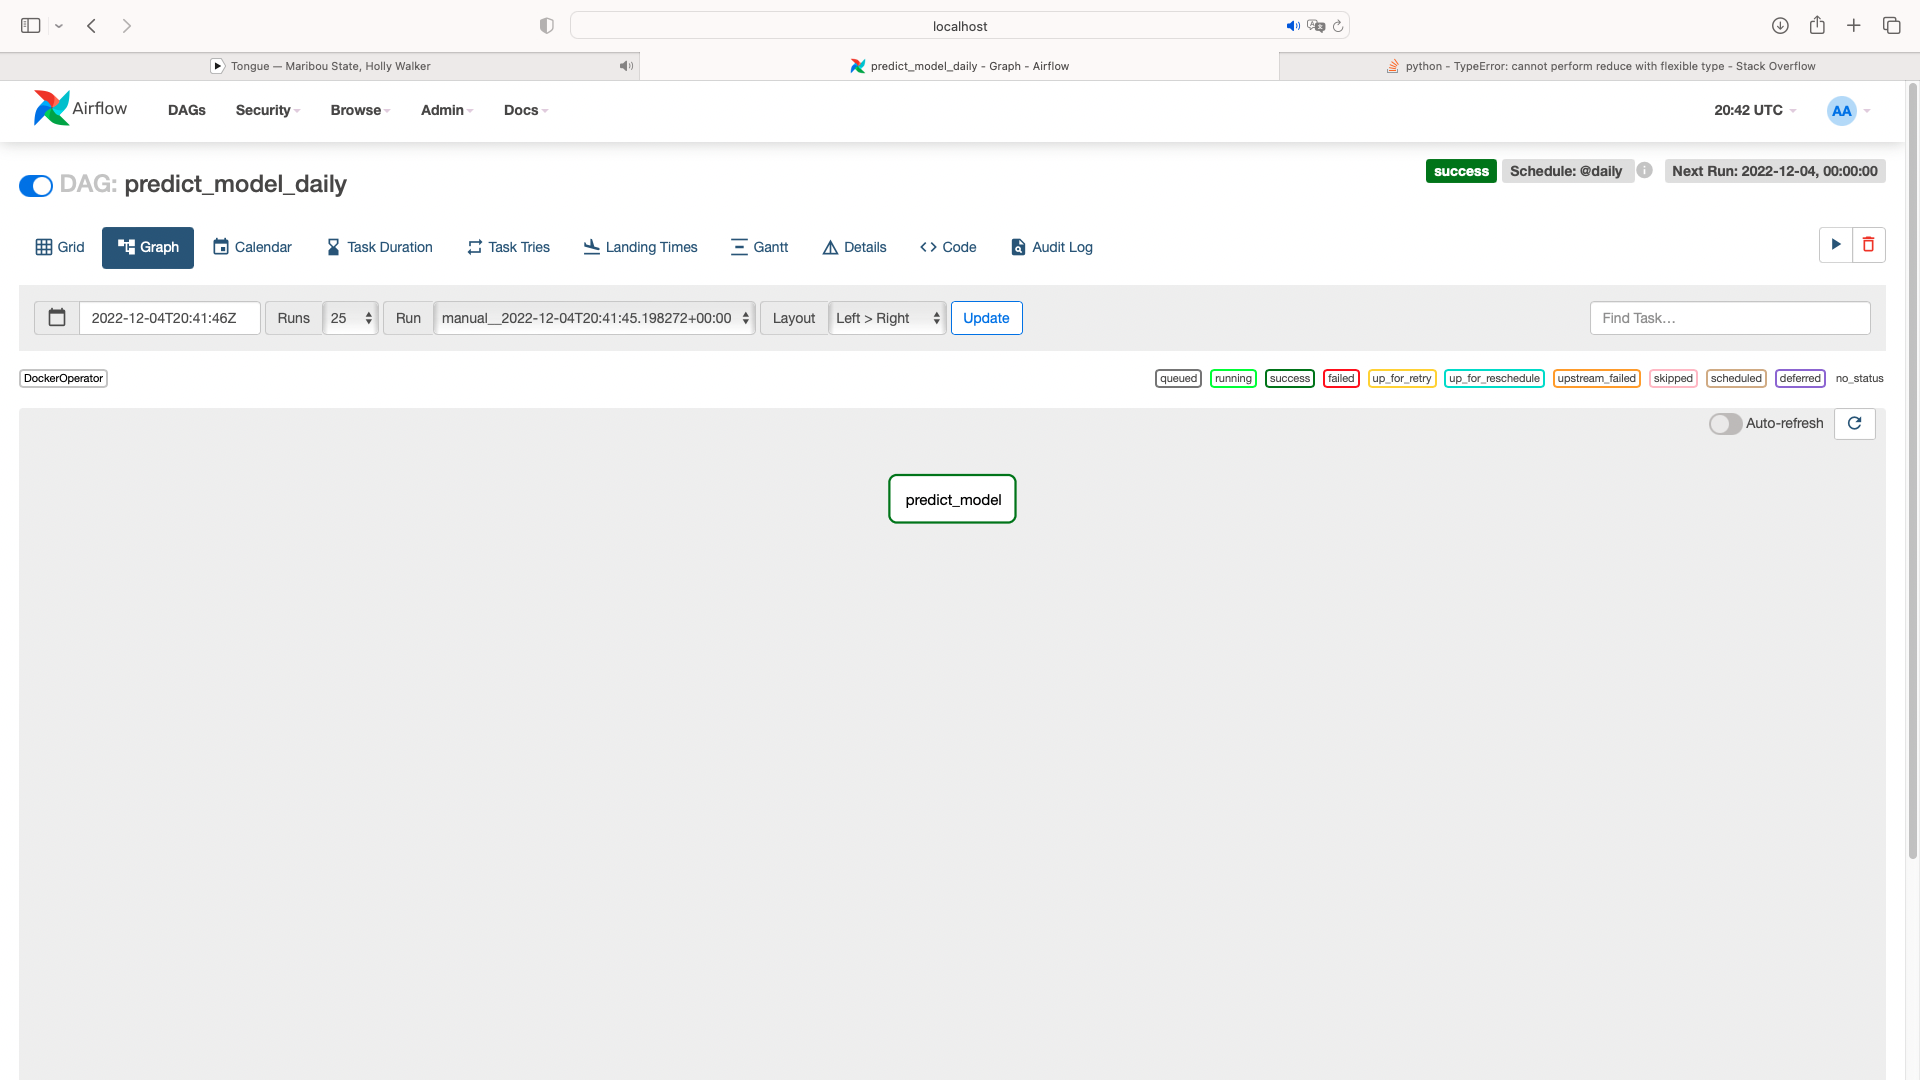 localhost
Tongue — Maribou State, Holly Walker
predict_model_daily - Graph - Airflow
python - TypeError: cannot perform reduce with flexible type - Stack Overflow
Airflow
DAGs
Security
Browse
Admin
Docs
20:42 UTC
AA
DAG: predict_model_daily
success
Schedule: @daily
Next Run: 2022-12-04, 00:00:00
Grid
Graph
Calendar
Task Duration
Task Tries
Landing Times
Gantt
Details
Code
Audit Log
2022-12-04T20:41:46Z
Runs
25
Run
manual__2022-12-04T20:41:45.198272+00:00
Layout
Left > Right
Update
Find Task...
DockerOperator
queued
running
success
failed
up_for_retry
up_for_reschedule
upstream_failed
skipped
scheduled
deferred
no_status
Auto-refresh
predict_model